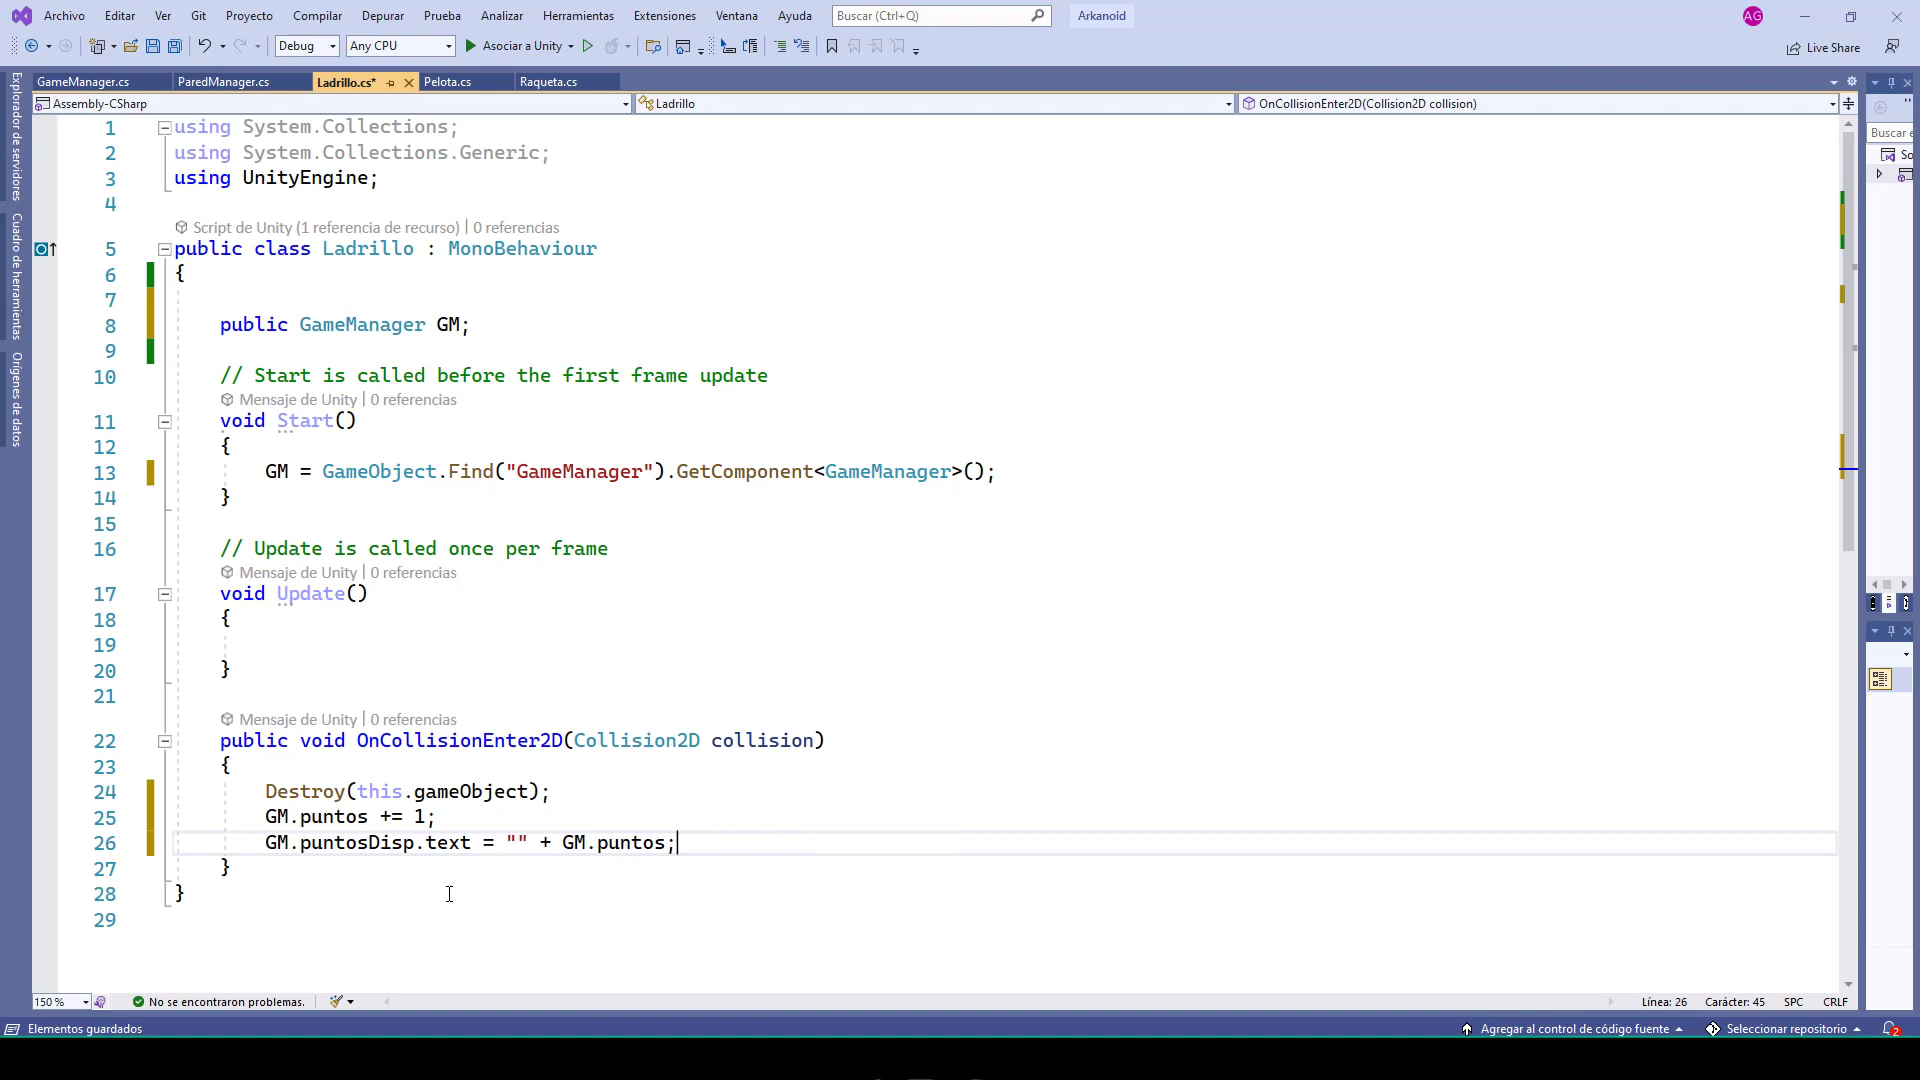 Archivo Editar Ver Git Proyecto Compilar Depurar Prueba Analizar Herramientas Extensiones Ventana Ayuda Buscar (Ctrl+Q) Arkanoid AG
Debug Any CPU Asociar a Unity Live Share
GameManager.cs ParedManager.cs Ladrillo.cs* Pelota.cs Raqueta.cs
Assembly-CSharp Ladrillo OnCollisionEnter2D(Collision2D collision)
Explorador de servidores
Cuadro de herramientas
Orígenes de datos
1 using System.Collections;
2 using System.Collections.Generic;
3 using UnityEngine;
4
Script de Unity (1 referencia de recurso) | 0 referencias
5 public class Ladrillo : MonoBehaviour
6 {
7
8 public GameManager GM;
9
10 // Start is called before the first frame update
Mensaje de Unity | 0 referencias
11 void Start()
12 {
13 GM = GameObject.Find("GameManager").GetComponent<GameManager>();
14 }
15
16 // Update is called once per frame
Mensaje de Unity | 0 referencias
17 void Update()
18 {
19
20 }
21
Mensaje de Unity | 0 referencias
22 public void OnCollisionEnter2D(Collision2D collision)
23 {
24 Destroy(this.gameObject);
25 GM.puntos += 1;
26 GM.puntosDisp.text = "" + GM.puntos;
27 }
28 }
29
Buscar e
So
150 % No se encontraron problemas. Línea: 26 Carácter: 45 SPC CRLF
Elementos guardados Agregar al control de código fuente Seleccionar repositorio 2